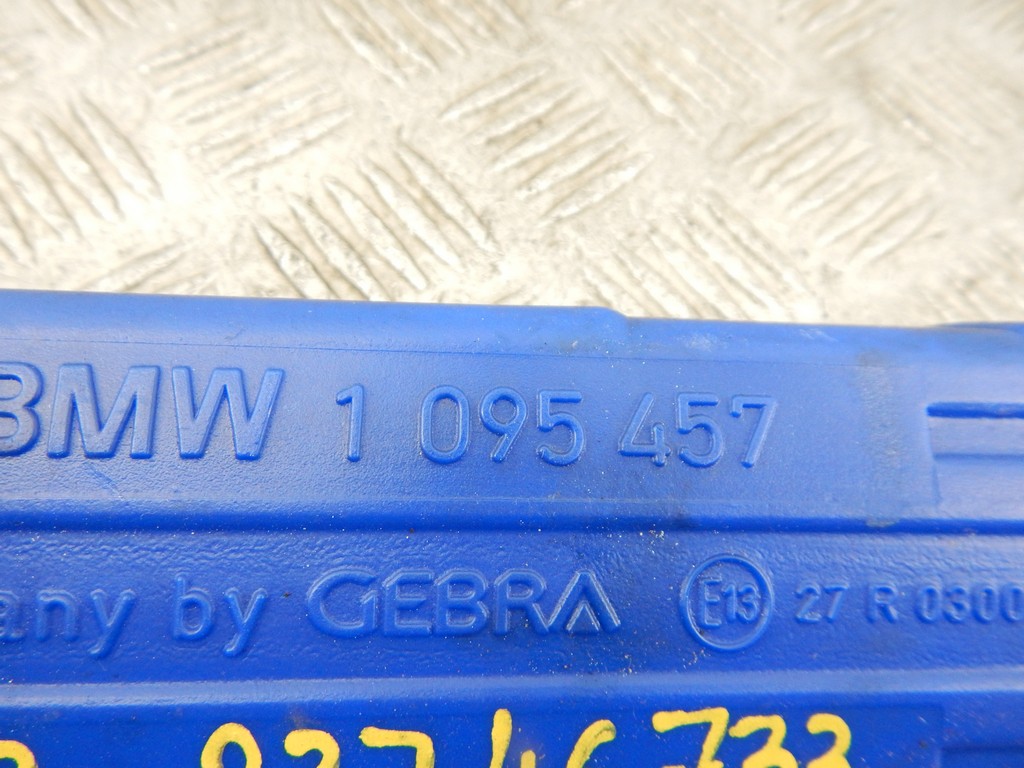 BMW 1 095 457
any by GEBRA E13 27 R 0300